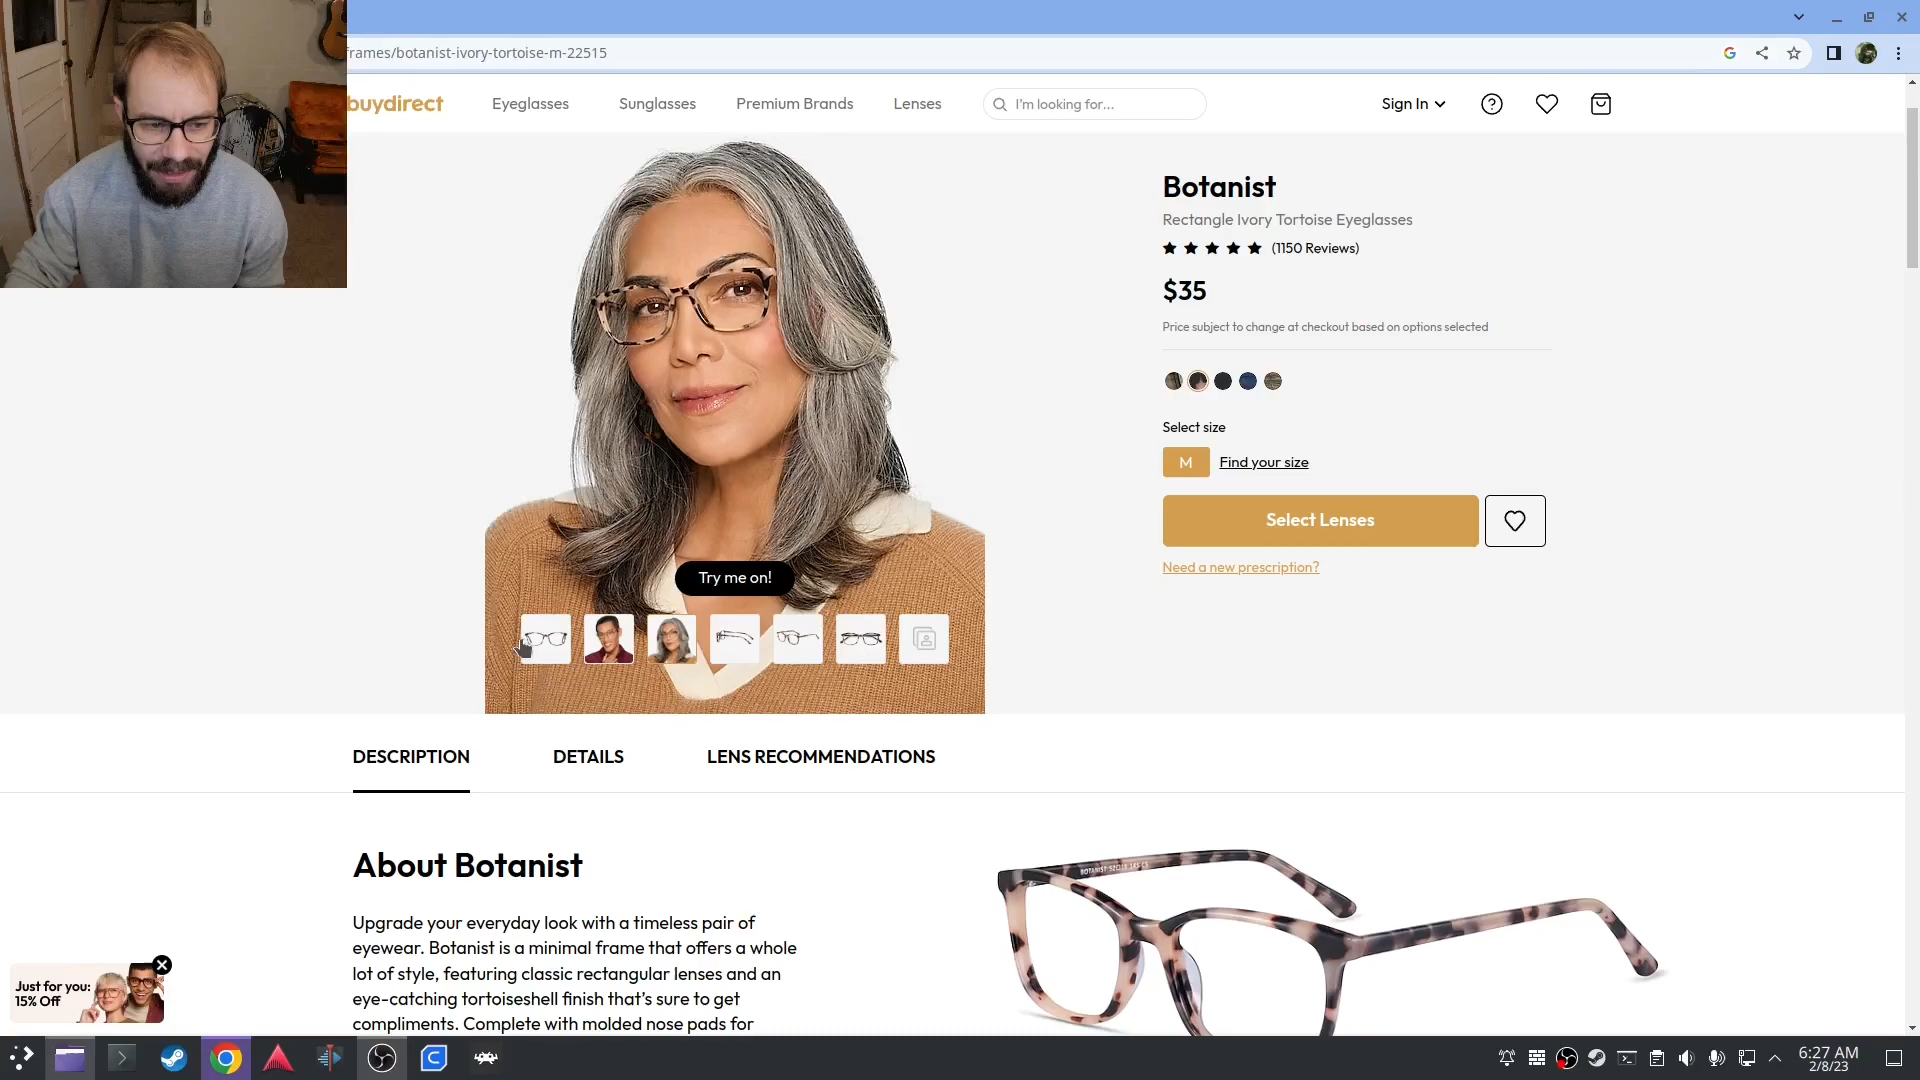 frames/botanist-ivory-tortoise-m-22515
buydirect
Eyeglasses
Sunglasses
Premium Brands
Lenses
I'm looking for...
Sign In
Botanist
Rectangle Ivory Tortoise Eyeglasses
(1150 Reviews)
$35
Price subject to change at checkout based on options selected
Select size
M
Find your size
Select Lenses
Need a new prescription?
Try me on!
DESCRIPTION
DETAILS
LENS RECOMMENDATIONS
About Botanist
Upgrade your everyday look with a timeless pair of
eyewear. Botanist is a minimal frame that offers a whole
lot of style, featuring classic rectangular lenses and an
eye-catching tortoiseshell finish that's sure to get
compliments. Complete with molded nose pads for
Just for you:
15% Off
6:27 AM
2/8/23